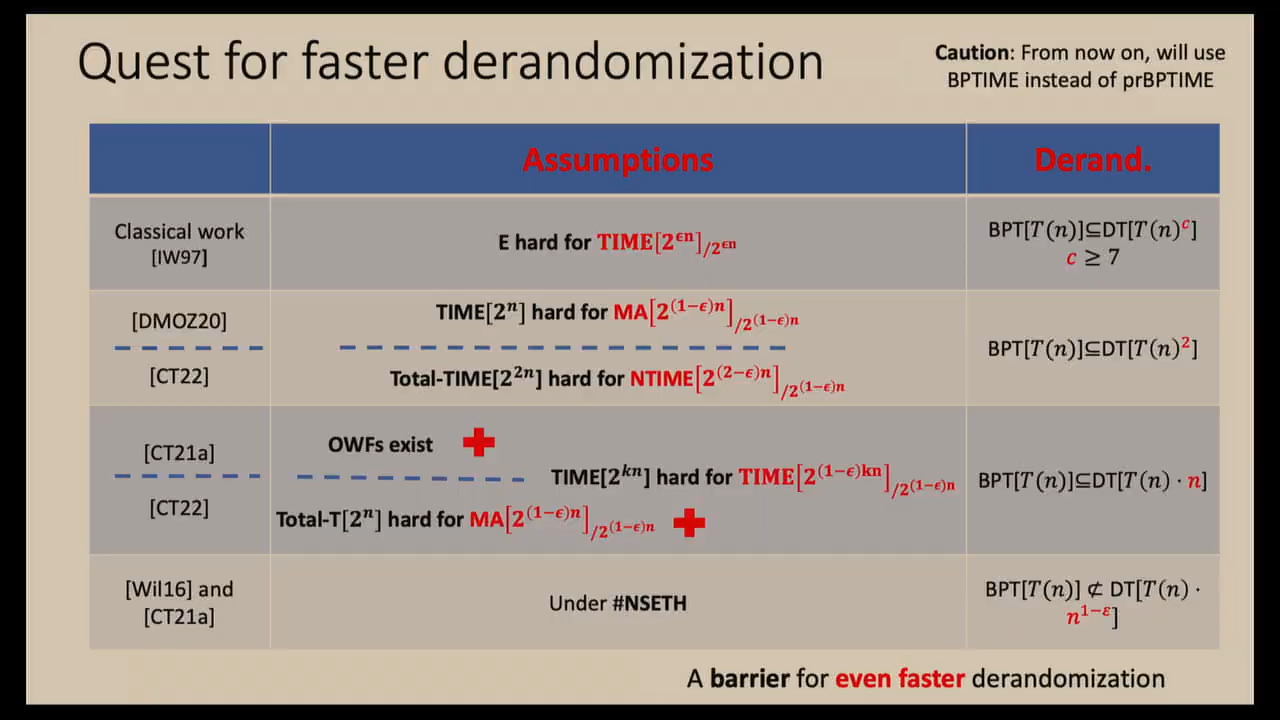 Quest for faster derandomization
Caution: From now on, will use
BPTIME instead of prBPTIME
Assumptions
Derand.
Classical work
[IW97]
E hard for TIME[2^{ϵn}]_{/2^{ϵn}}
BPT[T(n)]⊆DT[T(n)^c]
c ≥ 7
[DMOZ20]
TIME[2^n] hard for MA[2^{(1−ϵ)n}]_{/2^{(1−ϵ)n}}
[CT22]
Total-TIME[2^{2n}] hard for NTIME[2^{(2−ϵ)n}]_{/2^{(1−ϵ)n}}
BPT[T(n)]⊆DT[T(n)^2]
[CT21a]
OWFs exist
TIME[2^{kn}] hard for TIME[2^{(1−ϵ)kn}]_{/2^{(1−ϵ)n}}
[CT22]
Total-T[2^n] hard for MA[2^{(1−ϵ)n}]_{/2^{(1−ϵ)n}}
BPT[T(n)]⊆DT[T(n) · n]
[Wil16] and
[CT21a]
Under #NSETH
BPT[T(n)] ⊄ DT[T(n) ·
n^{1−ε}]
A barrier for even faster derandomization